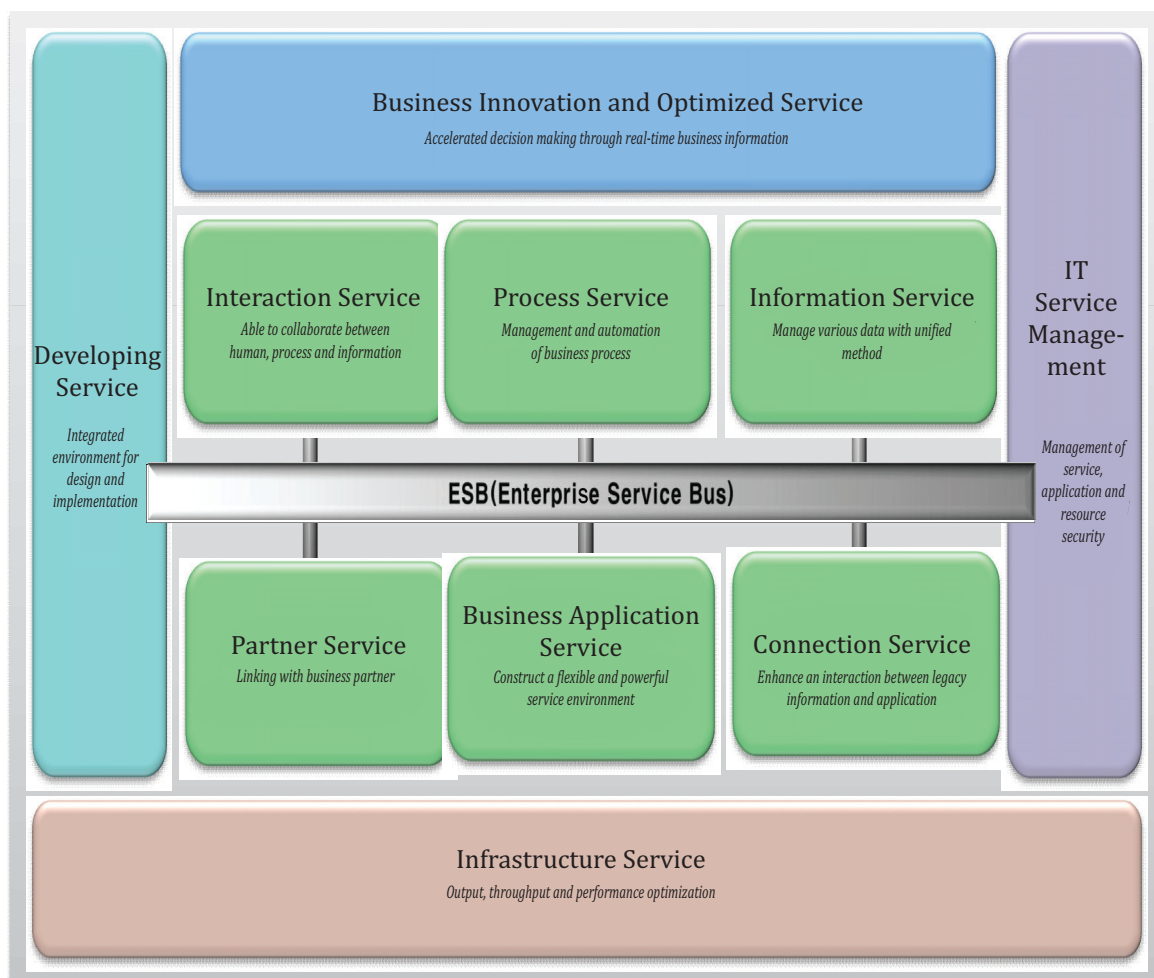 Business Innovation and Optimized Service
Accelerated decision making through real-time business information
Developing
Service
Integrated
environment for
design and
implementation
Interaction Service
Able to collaborate between
human, process and information
Process Service
Management and automation
of business process
Information Service
Manage various data with unified
method
IT
Service
Manage-
ment
Management of
service,
application and
resource
security
ESB(Enterprise Service Bus)
Partner Service
Linking with business partner
Business Application
Service
Construct a flexible and powerful
service environment
Connection Service
Enhance an interaction between legacy
information and application
Infrastructure Service
Output, throughput and performance optimization